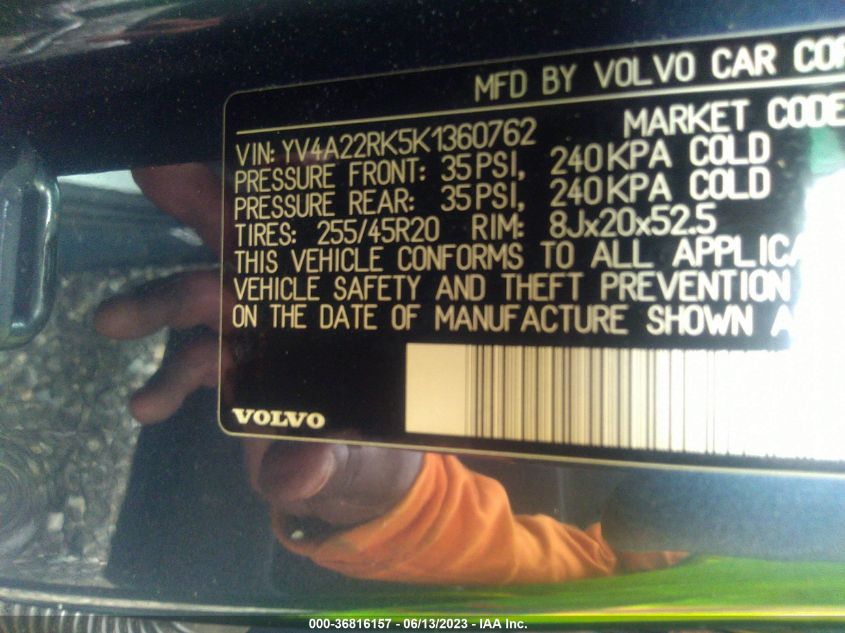 MFD BY VOLVO CAR
MARKET CODE
VIN: YV4A22RK5K1360762
PRESSURE FRONT: 35 PSI, 240 KPA COLD
PRESSURE REAR: 35 PSI, 240 KPA COLD
TIRES: 255/45R20 RIM: 8Jx20x52.5
THIS VEHICLE CONFORMS TO ALL
VEHICLE SAFETY AND THEFT PREVENTION
ON THE DATE OF MANUFACTURE SHOWN
VOLVO
000-36816157 - 06/13/2023 - IAA Inc.